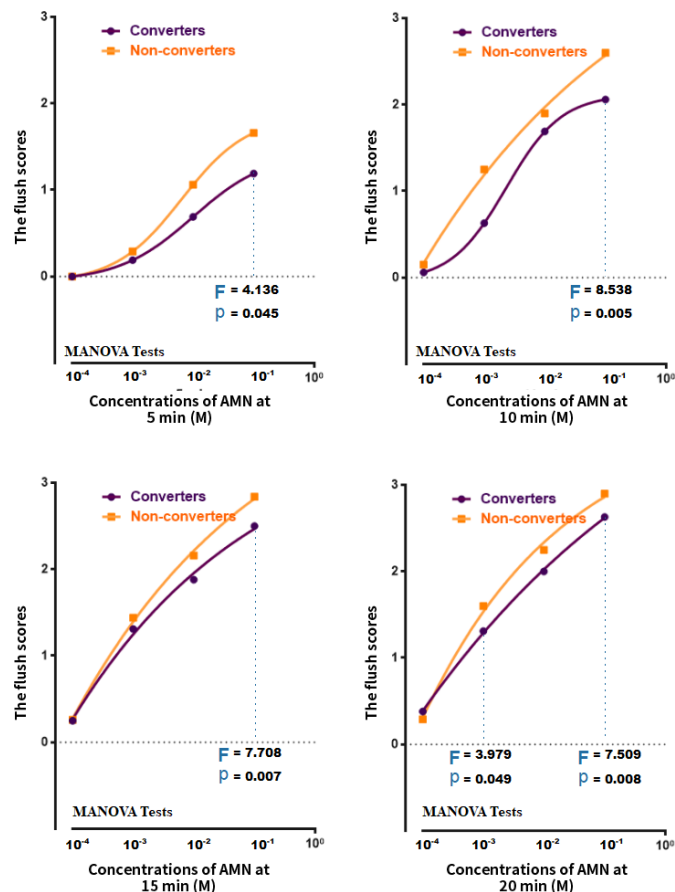 3
Converters
Non-converters
2
The flush scores
1
0
F = 4.136
p = 0.045
MANOVA Tests
10⁻⁴ 10⁻³ 10⁻² 10⁻¹ 10⁰
Concentrations of AMN at
5 min (M)
3
Converters
Non-converters
2
The flush scores
1
0
F = 8.538
p = 0.005
MANOVA Tests
10⁻⁴ 10⁻³ 10⁻² 10⁻¹ 10⁰
Concentrations of AMN at
10 min (M)
3
Converters
Non-converters
2
The flush scores
1
0
F = 7.708
p = 0.007
MANOVA Tests
10⁻⁴ 10⁻³ 10⁻² 10⁻¹ 10⁰
Concentrations of AMN at
15 min (M)
3
Converters
Non-converters
2
The flush scores
1
0
F = 3.979 F = 7.509
p = 0.049 p = 0.008
MANOVA Tests
10⁻⁴ 10⁻³ 10⁻² 10⁻¹ 10⁰
Concentrations of AMN at
20 min (M)